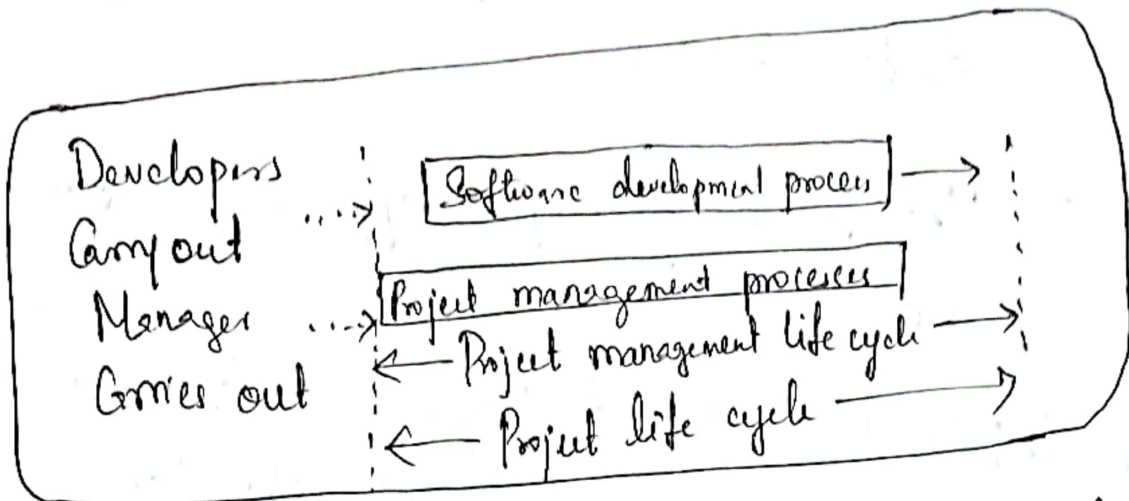 Developers
Carry out
Manager
Carries out
Software development process
Project management processes
Project management life cycle
Project life cycle